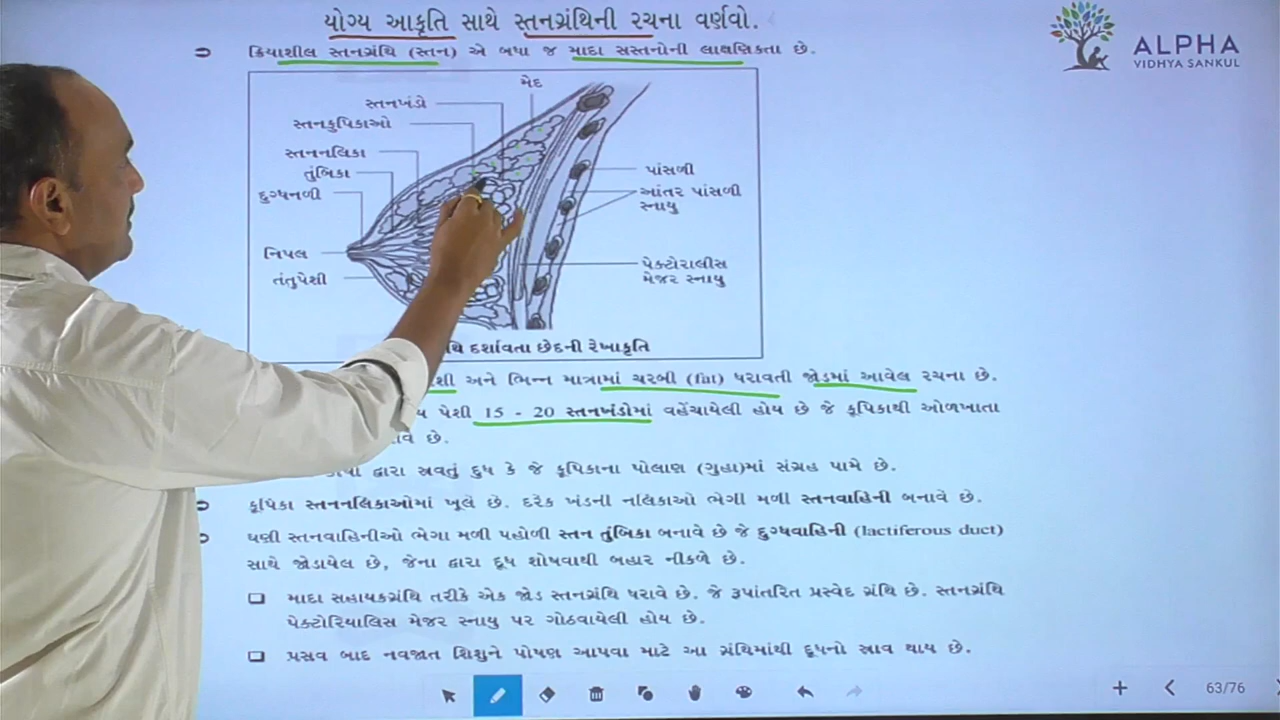 યોગ્ય આકૃતિ સાથે સ્તનગ્રંથિની રચના વર્ણવો.
ALPHA
VIDHYA SANKUL
ક્રિયાશીલ સ્તનગ્રંથિ (સ્તન) એ બધા જ માદા સસ્તનોની લાક્ષણિકતા છે.
મેદ
સ્તનખંડો
સ્તનકુપિકાઓ
સ્તનનલિકા
તુંબિકા
દુગ્ધનળી
નિપલ
તંતુપેશી
પાંસળી
આંતર પાંસળી
સ્નાયુ
પેક્ટોરાલીસ
મેજર સ્નાયુ
દર્શાવતા છેદની રેખાકૃતિ
અને ભિન્ન માત્રામાં ચરબી (fat) ધરાવતી જોડમાં આવેલ રચના છે.
પેશી 15 - 20 સ્તનખંડોમાં વહેંચાયેલી હોય છે જે કૂપિકાથી ઓળખાતા
છે.
દ્વારા સ્રવતું દુધ કે જે કૂપિકાના પોલાણ (ગુહા)માં સંગ્રહ પામે છે.
કૂપિકા સ્તનનલિકાઓમાં ખૂલે છે. દરેક ખંડની નલિકાઓ ભેગી મળી સ્તનવાહિની બનાવે છે.
ઘણી સ્તનવાહિનીઓ ભેગા મળી પહોળી સ્તન તુંબિકા બનાવે છે જે દુગ્ધવાહિની (lactiferous duct)
સાથે જોડાયેલ છે, જેના દ્વારા દૂધ શોષવાથી બહાર નીકળે છે.
માદા સહાયકગ્રંથિ તરીકે એક જોડ સ્તનગ્રંથિ ધરાવે છે. જે રૂપાંતરિત પ્રસ્વેદ ગ્રંથિ છે. સ્તનગ્રંથિ
પેક્ટોરિયાલિસ મેજર સ્નાયુ પર ગોઠવાયેલી હોય છે.
પ્રસવ બાદ નવજાત શિશુને પોષણ આપવા માટે આ ગ્રંથિમાંથી દૂધનો સ્રાવ થાય છે.
63/76